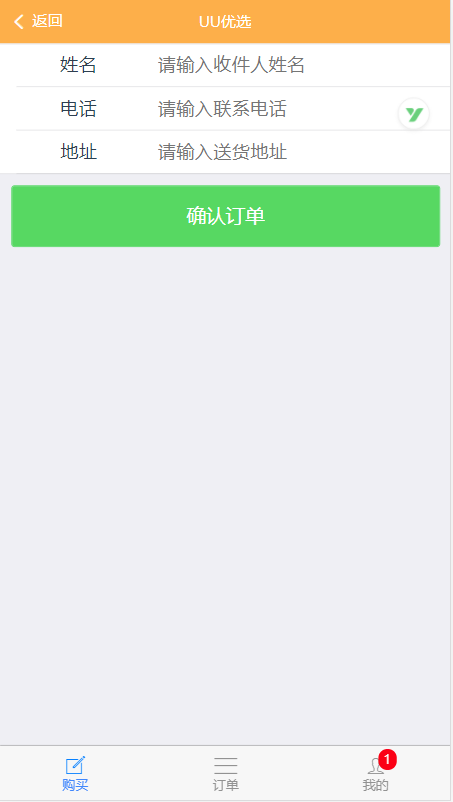 返回
UU优选
姓名 请输入收件人姓名
电话 请输入联系电话
地址 请输入送货地址
确认订单
1
购买 订单 我的